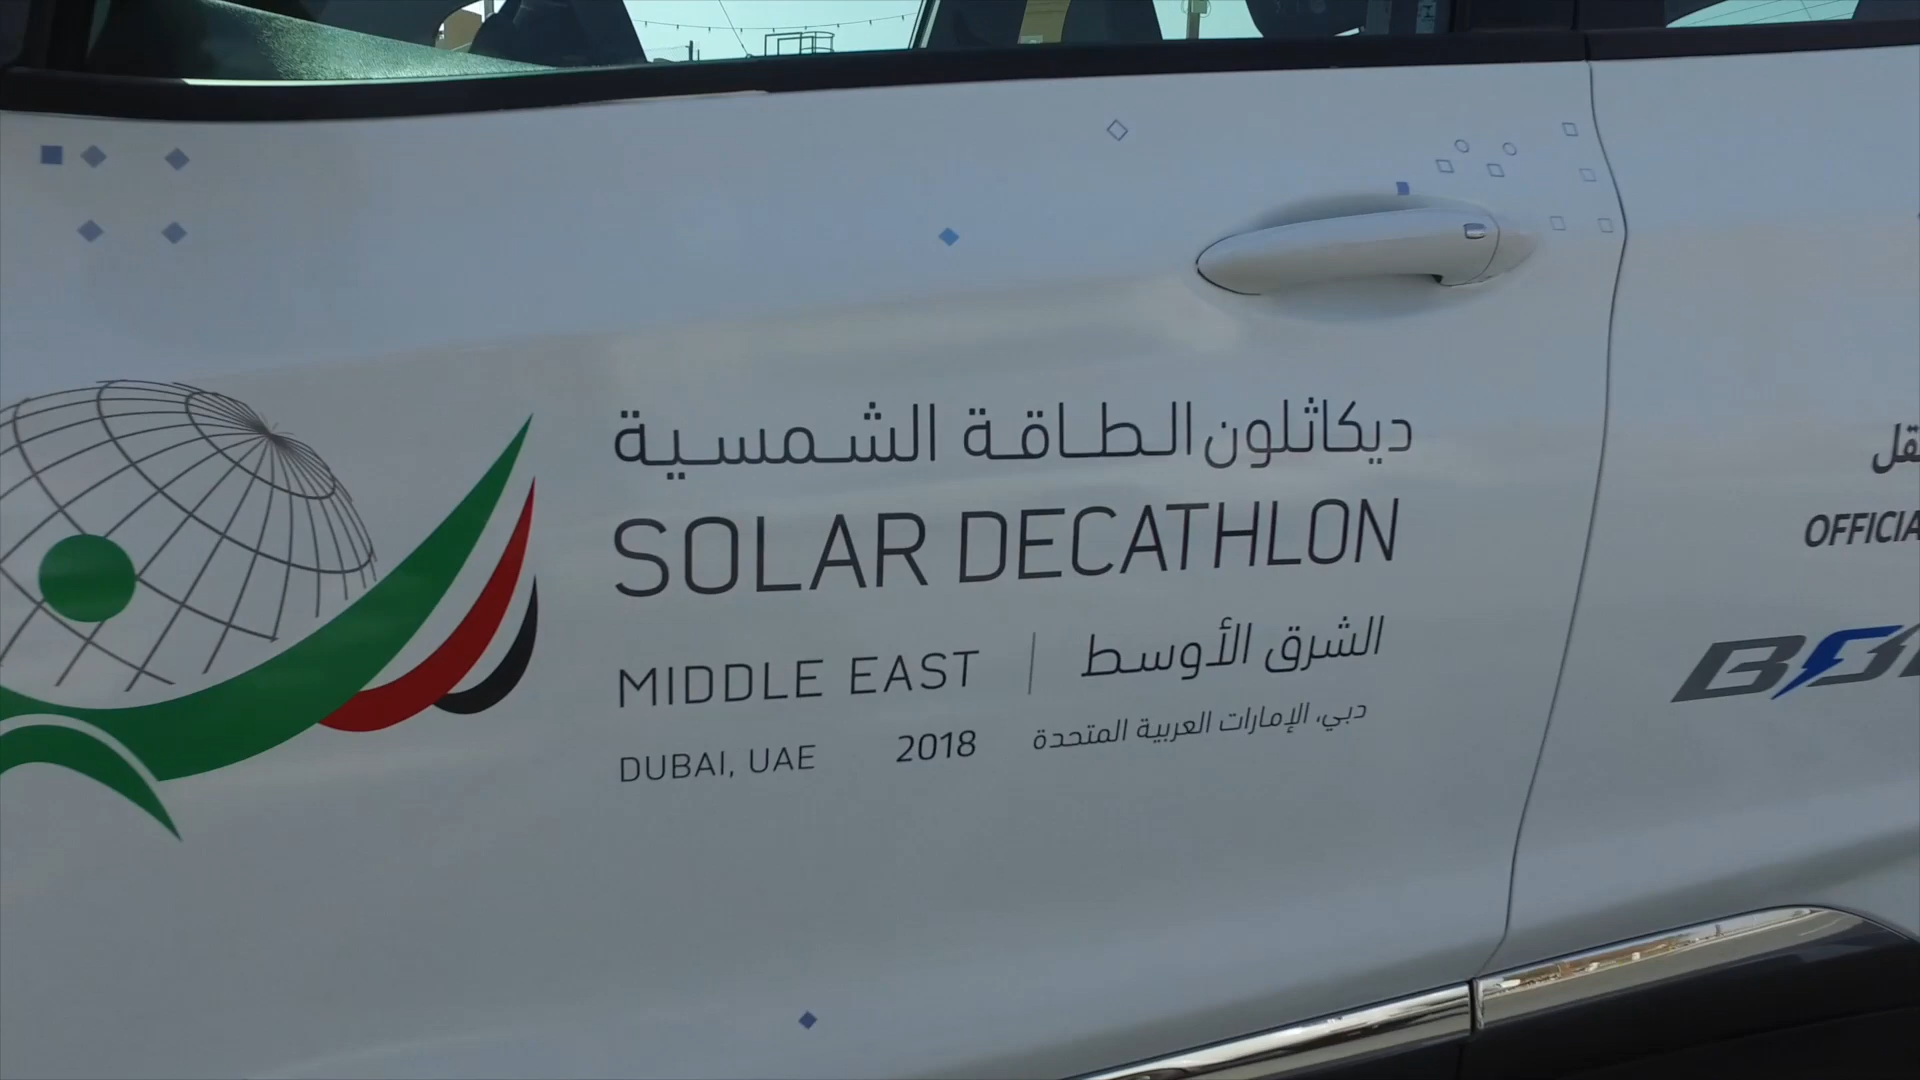 ديكاثلون الطاقة الشمسية
SOLAR DECATHLON
MIDDLE EAST | الشرق الأوسط
DUBAI, UAE 2018 دبي، الإمارات العربية المتحدة